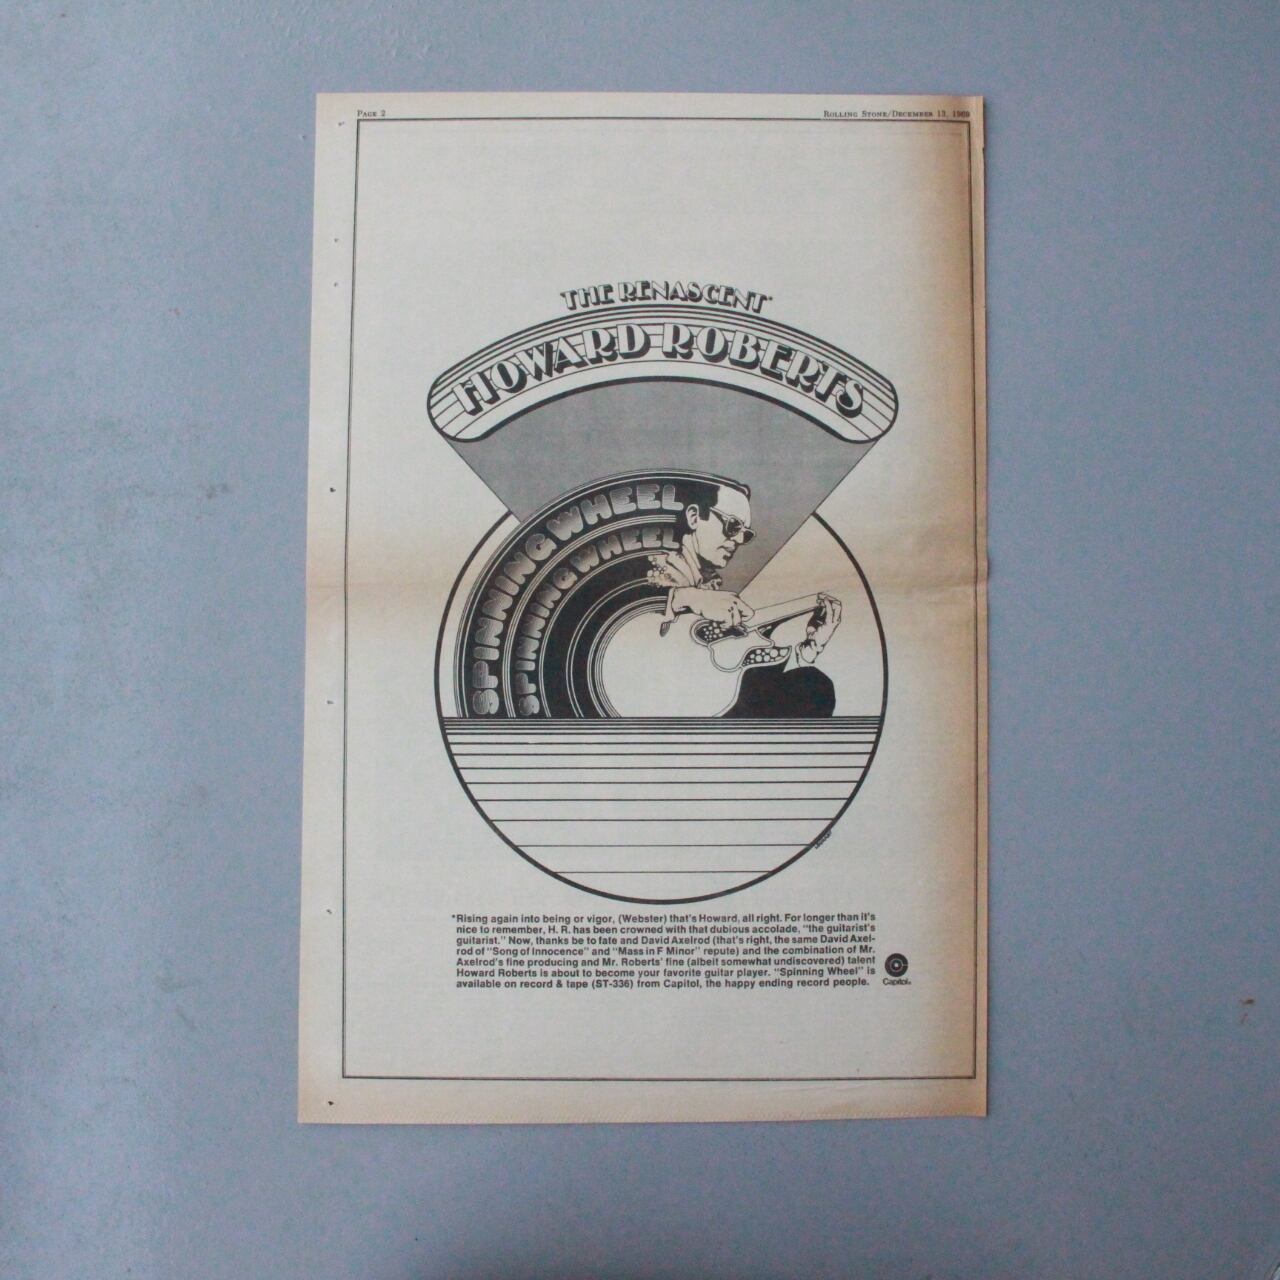 PAGE 2
ROLLING STONE/DECEMBER 13, 1969
THE RENASCENT*
HOWARD ROBERTS
SPINNING WHEEL
SPINNING WHEEL
*Rising again into being or vigor, (Webster) that's Howard, all right. For longer than it's
nice to remember, H. R. has been crowned with that dubious accolade, "the guitarist's
guitarist." Now, thanks be to fate and David Axelrod (that's right, the same David Axel-
rod of "Song of Innocence" and "Mass in F Minor" repute) and the combination of Mr.
Axelrod's fine producing and Mr. Roberts' fine (albeit somewhat undiscovered) talent
Howard Roberts is about to become your favorite guitar player. "Spinning Wheel" is
available on record & tape (ST-336) from Capitol, the happy ending record people.
Capitol®